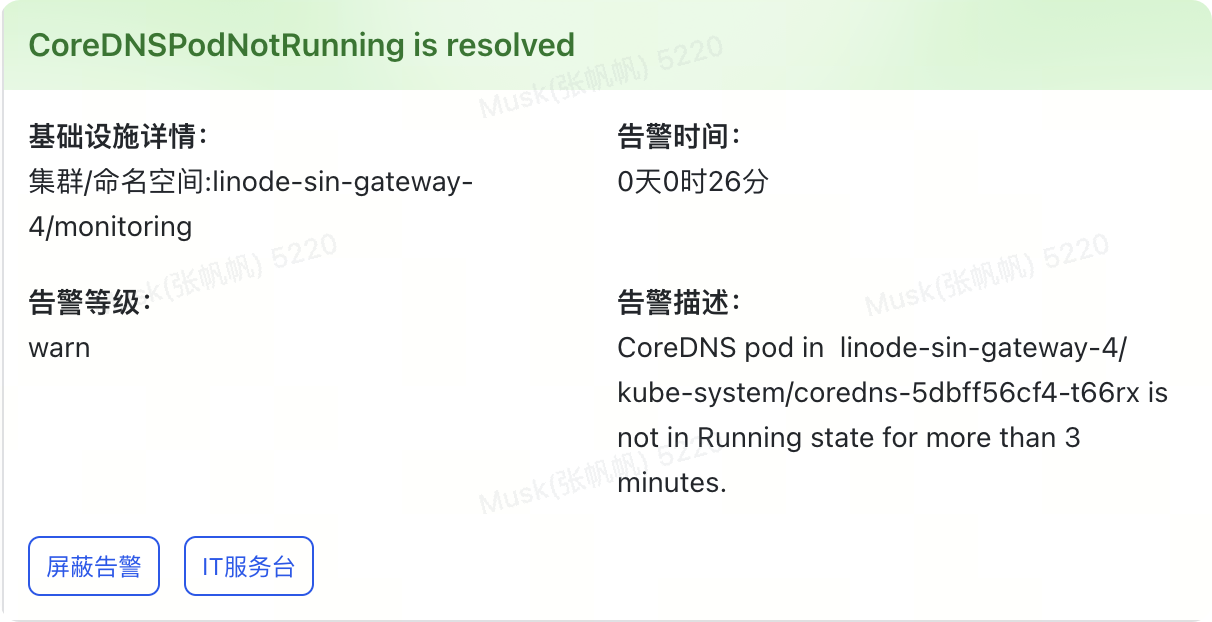 CoreDNSPodNotRunning is resolved
基础设施详情：
集群/命名空间:linode-sin-gateway-
4/monitoring
告警时间：
0天0时26分
告警等级：
warn
告警描述：
CoreDNS pod in  linode-sin-gateway-4/
kube-system/coredns-5dbff56cf4-t66rx is
not in Running state for more than 3
minutes.
屏蔽告警
IT服务台
Musk(张帆帆) 5220
Musk(张帆帆) 5220
Musk(张帆帆) 5220
Musk(张帆帆) 5220